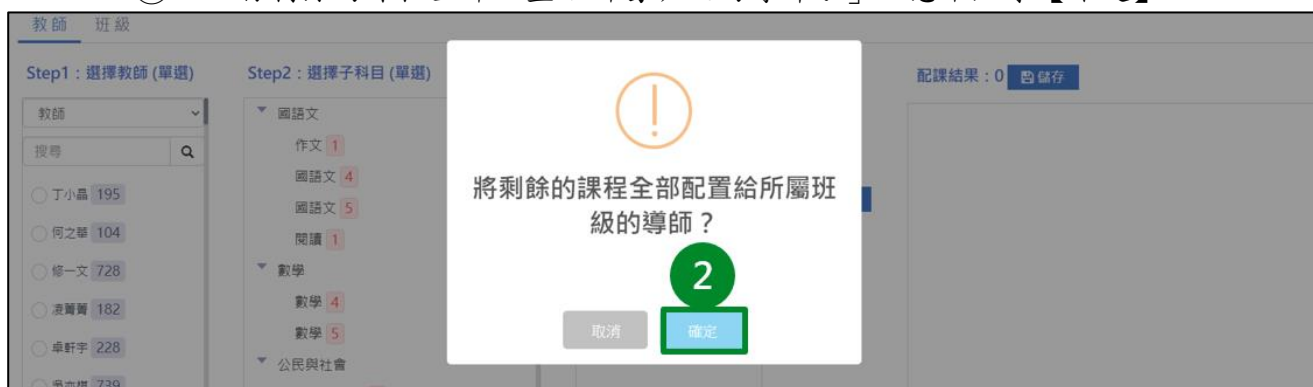 教師 班級
Step1：選擇教師 (單選)
Step2：選擇子科目 (單選)
配課結果：0 儲存
教師
搜尋
丁小晶 195
何之華 104
修一文 728
凌菁菁 182
卓軒宇 228
739
國語文
作文 1
國語文 4
國語文 5
閱讀 1
數學
數學 4
數學 5
公民與社會
將剩餘的課程全部配置給所屬班
級的導師？
2
取消 確定